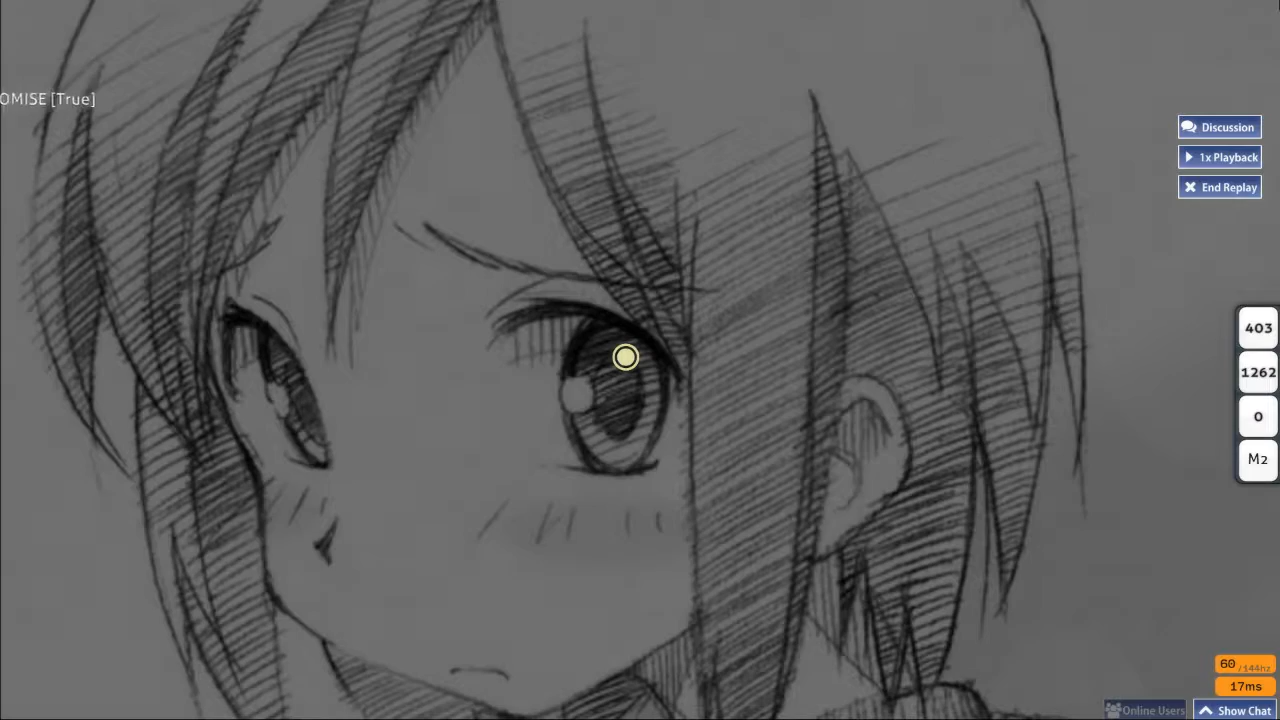 OMISE [True]
Discussion
1x Playback
End Replay
403
1262
0
M2
60 /144hz
17ms
Online Users
Show Chat